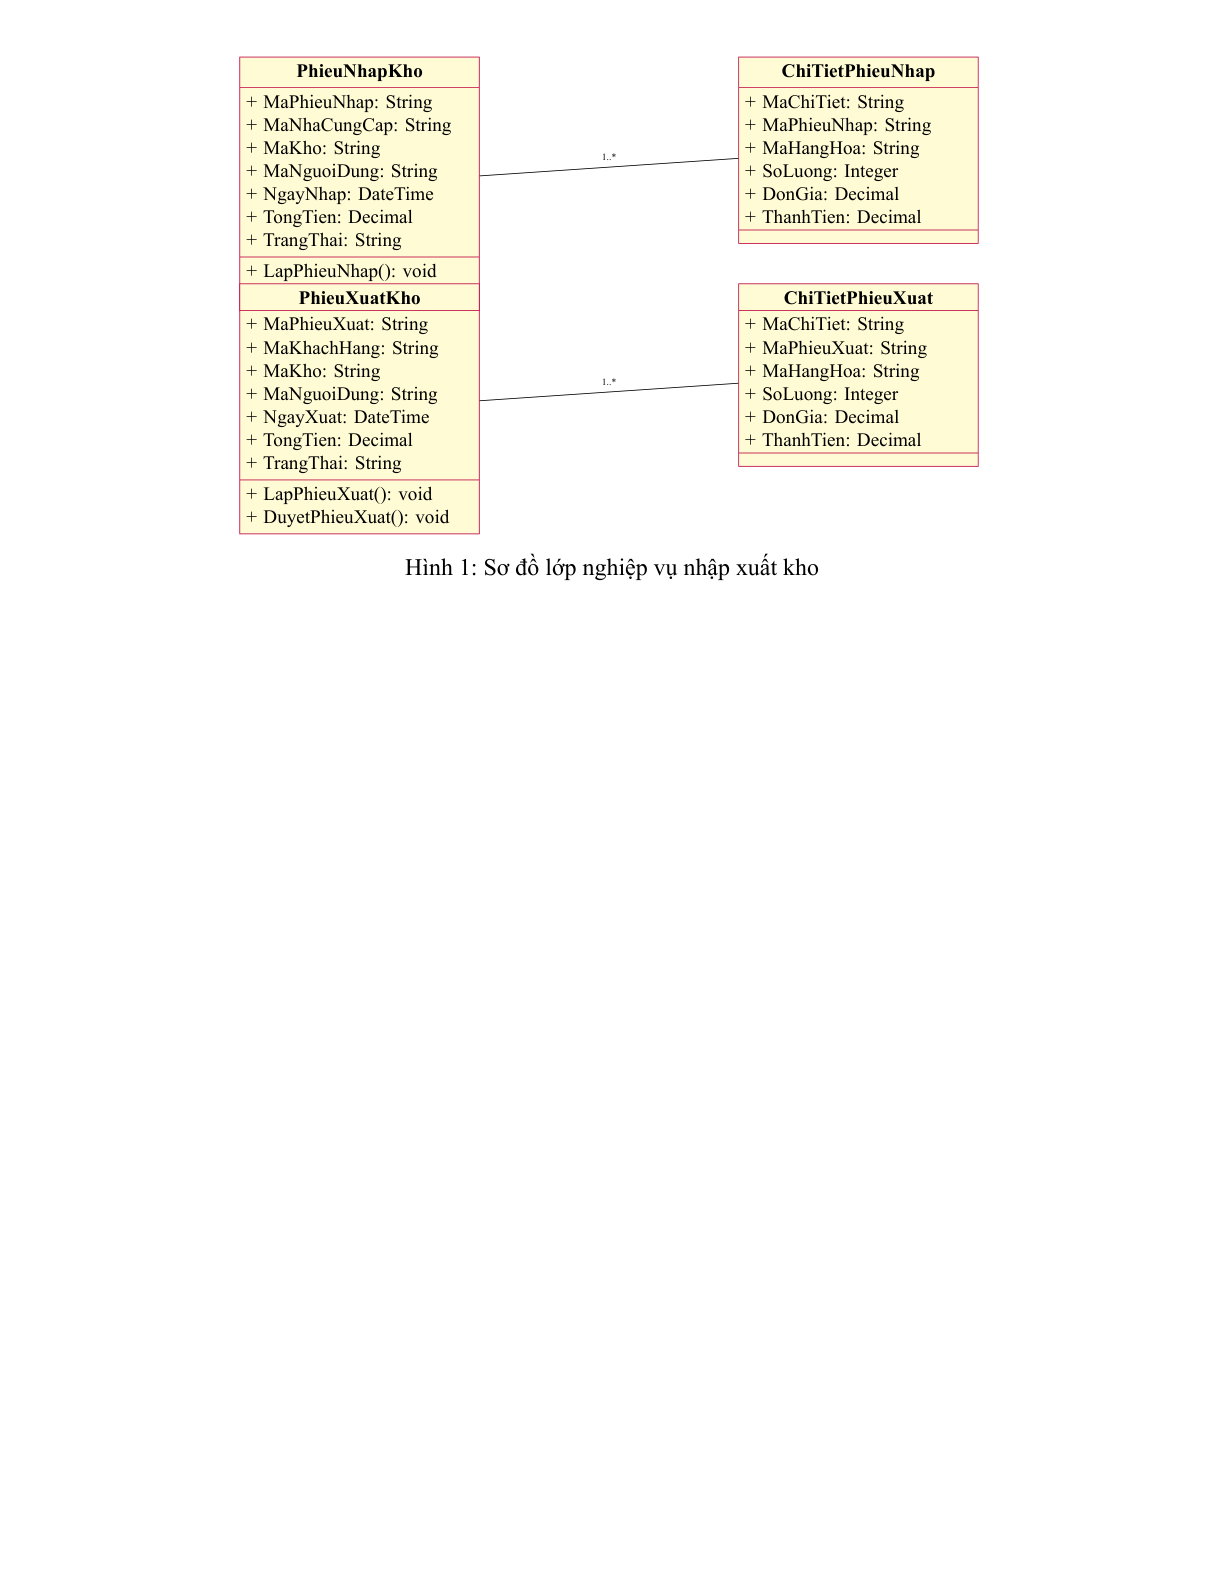 PhieuNhapKho
+ MaPhieuNhap: String
+ MaNhaCungCap: String
+ MaKho: String
+ MaNguoiDung: String
+ NgayNhap: DateTime
+ TongTien: Decimal
+ TrangThai: String
+ LapPhieuNhap(): void
1..*
ChiTietPhieuNhap
+ MaChiTiet: String
+ MaPhieuNhap: String
+ MaHangHoa: String
+ SoLuong: Integer
+ DonGia: Decimal
+ ThanhTien: Decimal
PhieuXuatKho
+ MaPhieuXuat: String
+ MaKhachHang: String
+ MaKho: String
+ MaNguoiDung: String
+ NgayXuat: DateTime
+ TongTien: Decimal
+ TrangThai: String
+ LapPhieuXuat(): void
+ DuyetPhieuXuat(): void
1..*
ChiTietPhieuXuat
+ MaChiTiet: String
+ MaPhieuXuat: String
+ MaHangHoa: String
+ SoLuong: Integer
+ DonGia: Decimal
+ ThanhTien: Decimal
Hình 1: Sơ đồ lớp nghiệp vụ nhập xuất kho